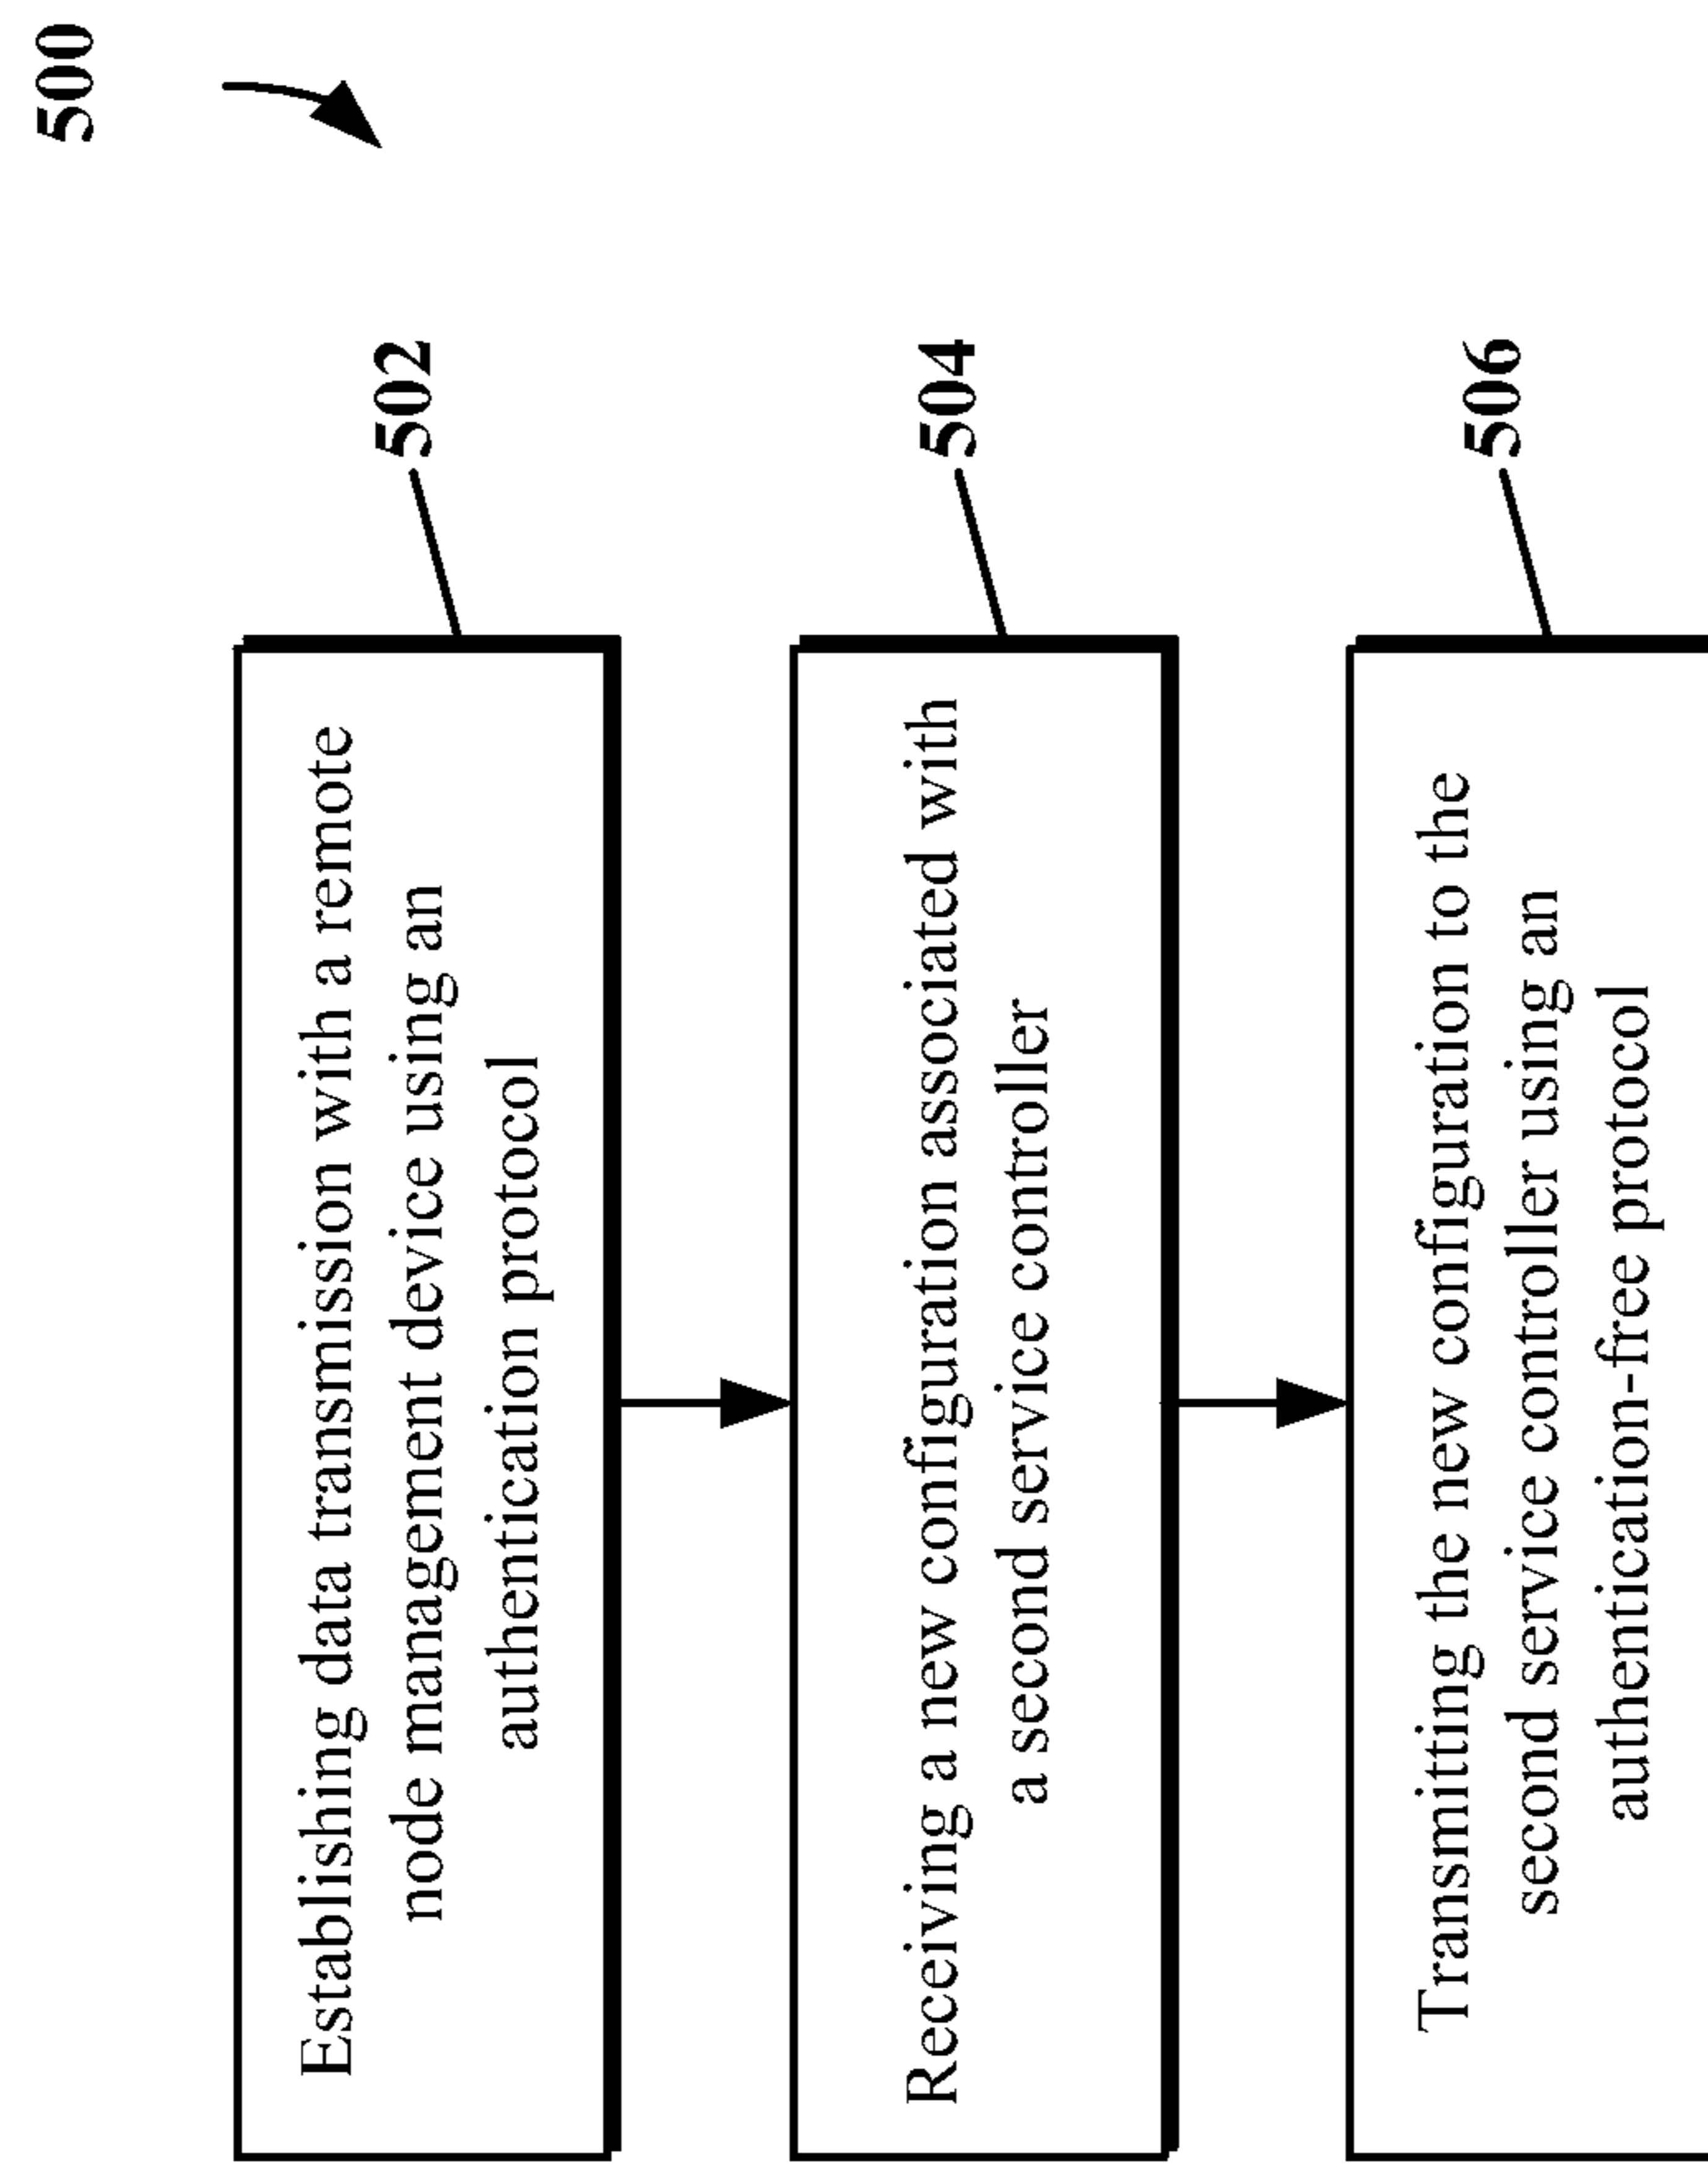 500
Establishing data transmission with a remote
node management device using an
authentication protocol
502
Receiving a new configuration associated with
a second service controller
504
Transmitting the new configuration to the
second service controller using an
authentication-free protocol
506